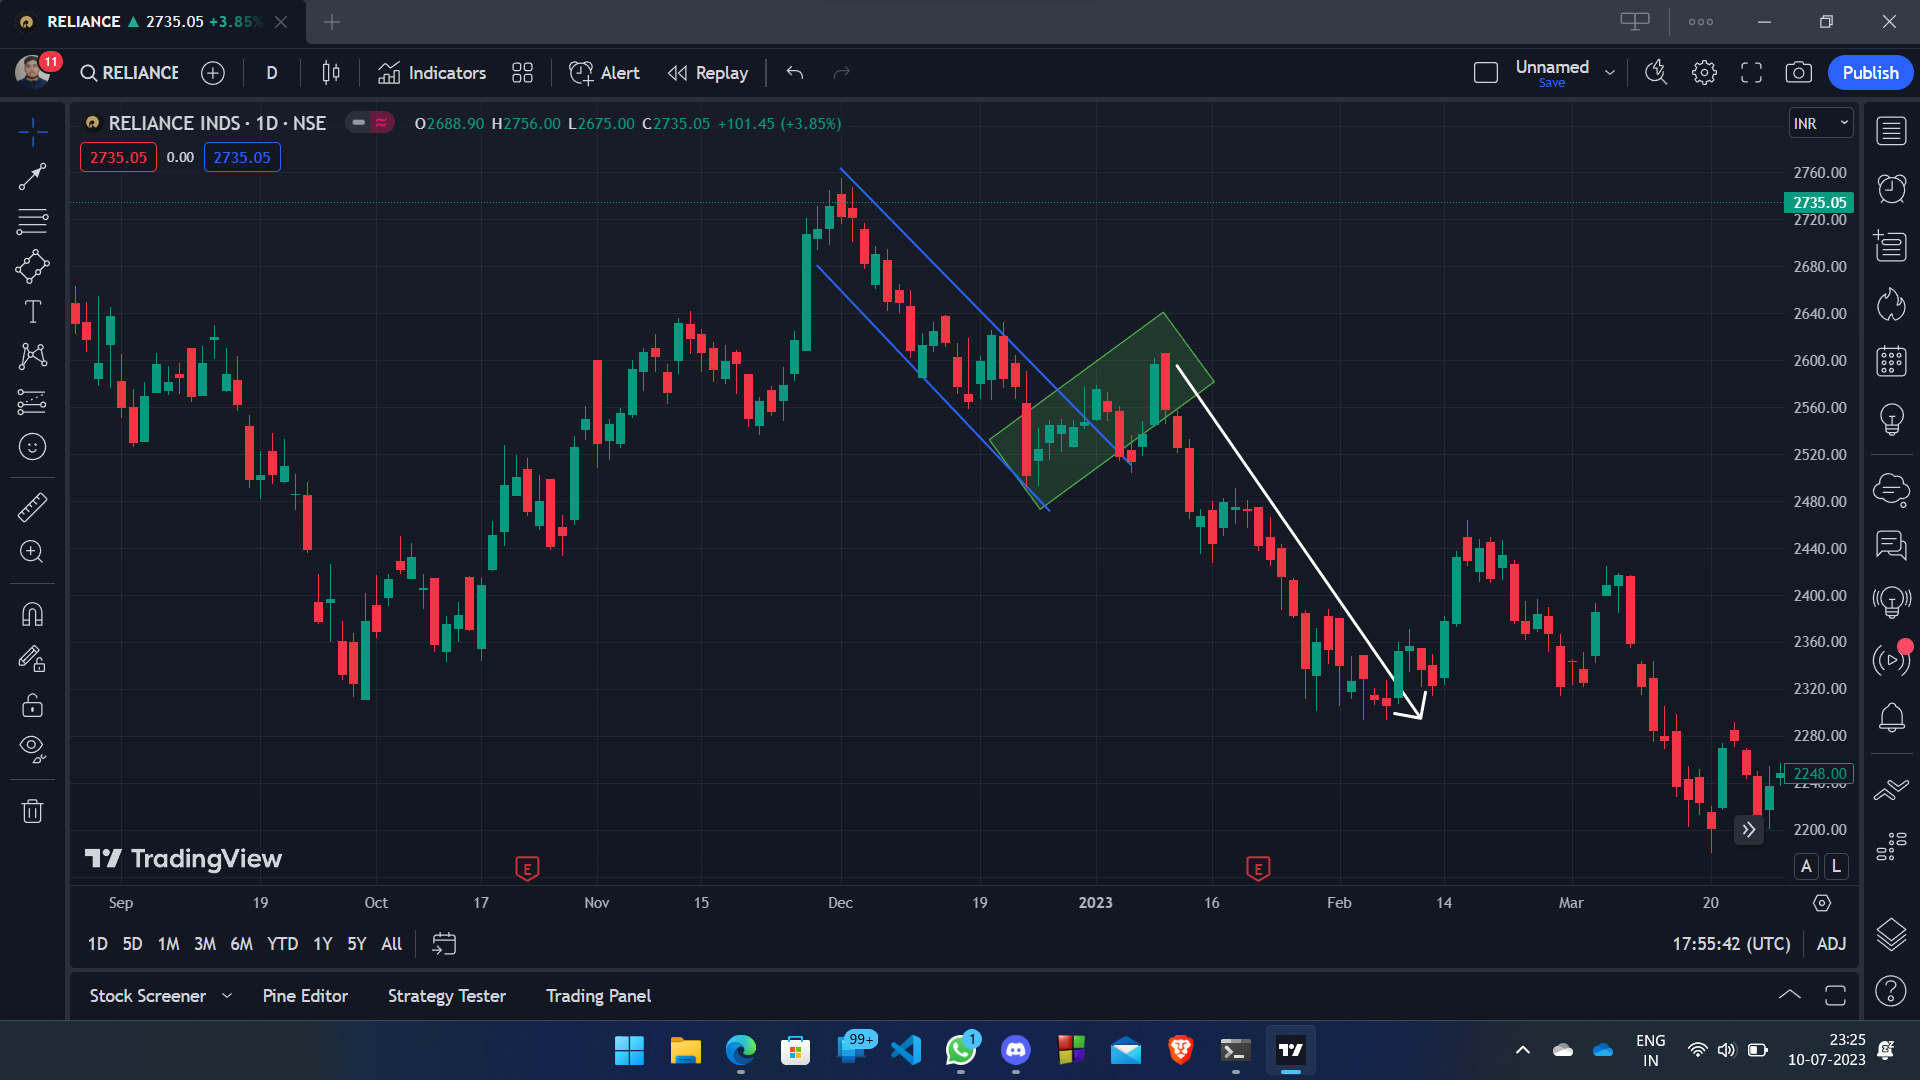 RELIANCE ▲ 2735.05 +3.85%
11
RELIANCE
D
Indicators
Alert
Replay
Unnamed
Save
Publish
RELIANCE INDS · 1D · NSE
O2688.90 H2756.00 L2675.00 C2735.05 +101.45 (+3.85%)
INR
2735.05 0.00 2735.05
2760.00
2735.05
2720.00
2680.00
2640.00
2600.00
2560.00
2520.00
2480.00
2440.00
2400.00
2360.00
2320.00
2280.00
2248.00
2240.00
2200.00
TradingView
E
E
A L
Sep 19 Oct 17 Nov 15 Dec 19 2023 16 Feb 14 Mar 20
1D 5D 1M 3M 6M YTD 1Y 5Y All
17:55:42 (UTC) ADJ
Stock Screener Pine Editor Strategy Tester Trading Panel
99+
1
ENG
IN
23:25
10-07-2023